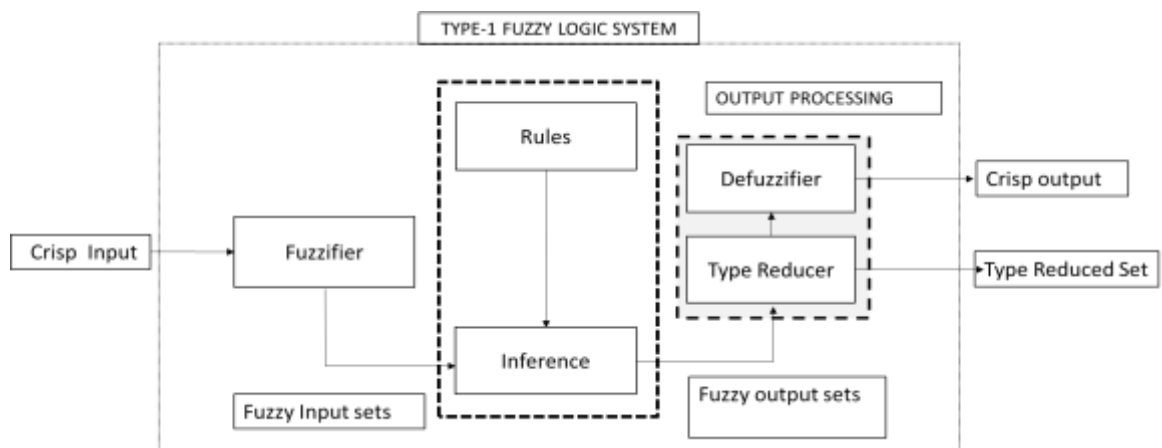 TYPE-1 FUZZY LOGIC SYSTEM
OUTPUT PROCESSING
Rules
Defuzzifier
Crisp output
Crisp Input
Fuzzifier
Type Reducer
Type Reduced Set
Inference
Fuzzy Input sets
Fuzzy output sets